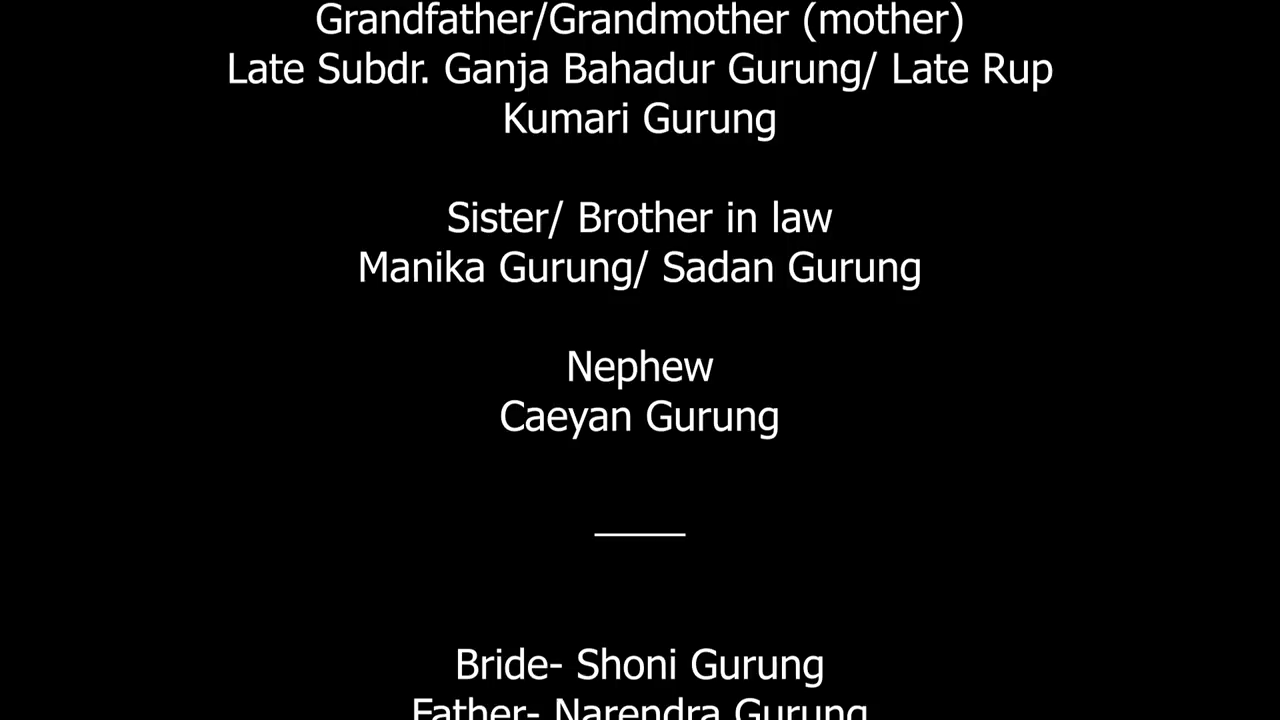 Grandfather/Grandmother (mother)
Late Subdr. Ganja Bahadur Gurung/ Late Rup
Kumari Gurung
Sister/ Brother in law
Manika Gurung/ Sadan Gurung
Nephew
Caeyan Gurung
Bride- Shoni Gurung
Father- Narendra Gurung